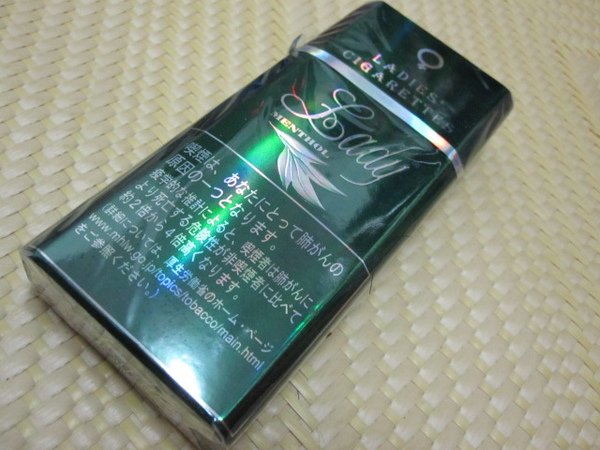 LADIES
CIGARETTES
Lady
MENTHOL
喫煙は、あなたにとって肺がんの
原因の一つとなります。
疫学的な推計によると、喫煙者は肺がんに
より死亡する危険性が非喫煙者に比べて
約2倍から4倍高くなります。
(詳細については、厚生労働省のホーム・ページ
www.mhlw.go.jp/topics/tobacco/main.html
をご参照ください。)